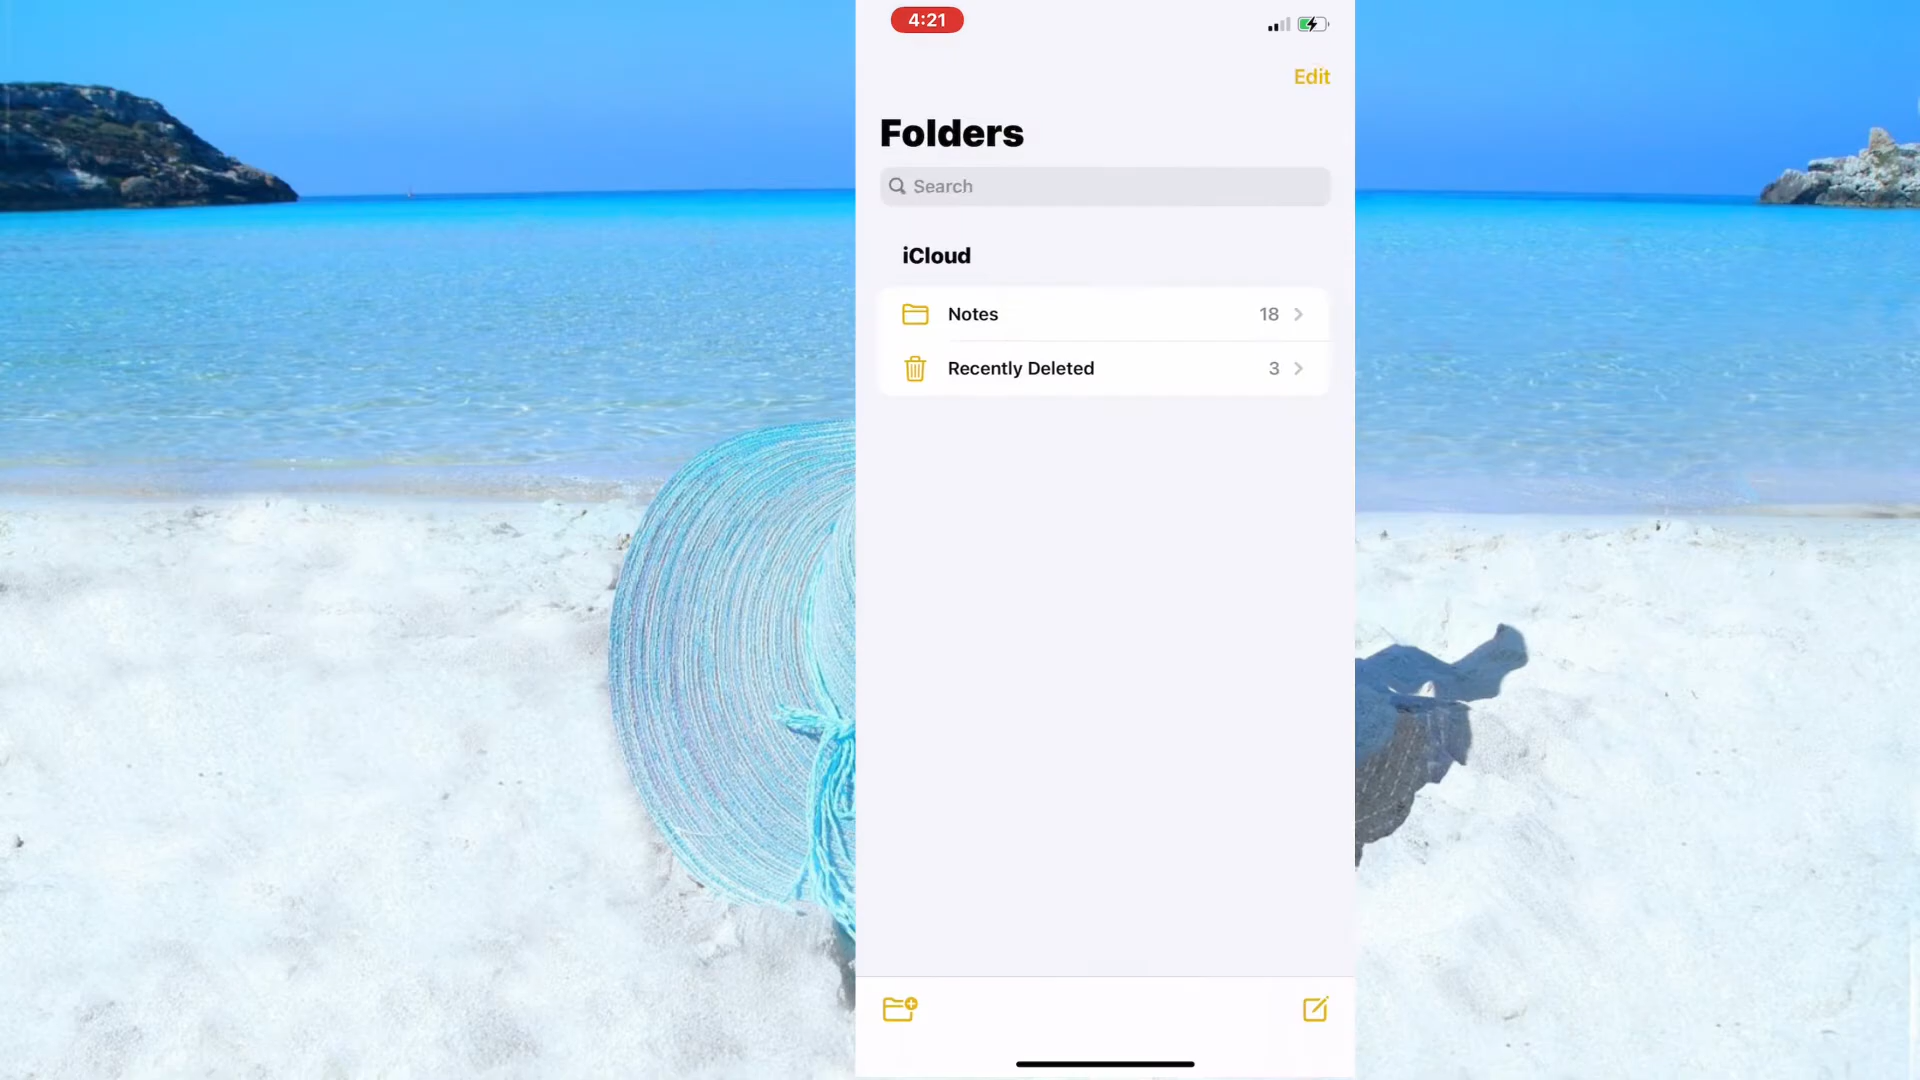 4:21
Edit
Folders
Search
iCloud
Notes 18
Recently Deleted 3